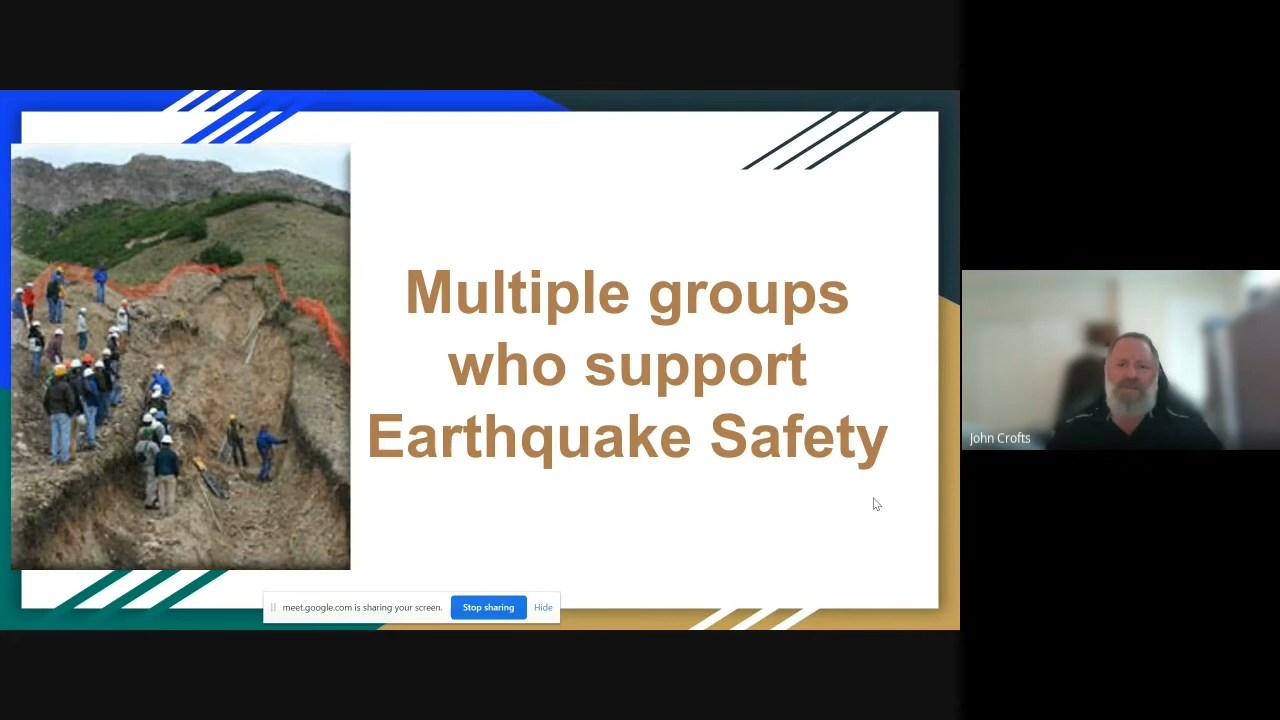 Multiple groups
who support
Earthquake Safety
John Crofts
meet.google.com is sharing your screen.
Stop sharing
Hide